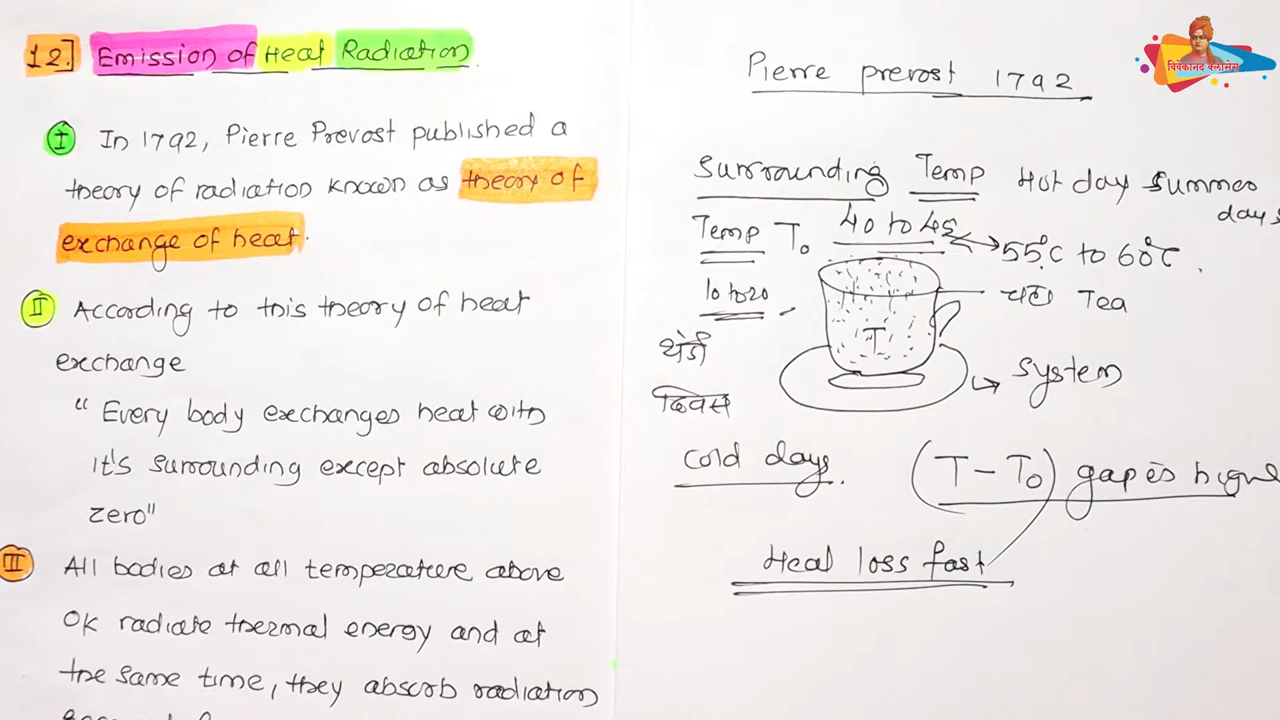 12.] Emission of Heat Radiation.
I In 1792, Pierre Prevost published a
theory of radiation known as theory of
exchange of heat.
II According to this theory of heat
exchange
“ Every body exchanges heat with
it's surrounding except absolute
zero"
III All bodies at all temperature above
0K radiate thermal energy and at
the same time, they absorb radiation
Pierre prevost 1792
Surrounding Temp Hot day summer
days
Temp T₀ 40 to 45 55°C to 60°C.
10 to 20
चहा Tea
T
थंडी
दिवस
System
cold days.
(T - T₀) gap is high
Heat loss fast
विवेकानंद क्लासेस